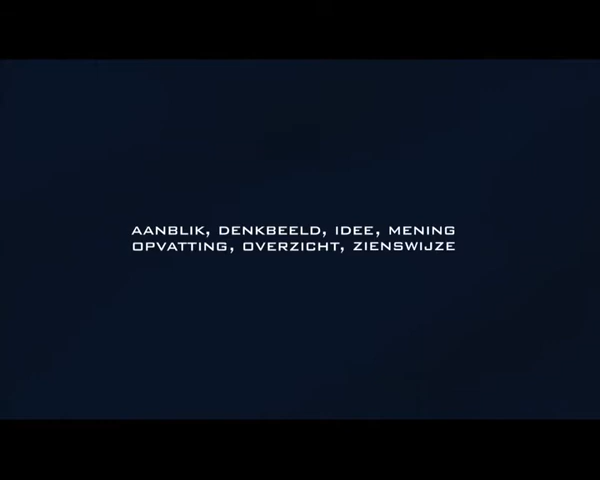 AANBLIK, DENKBEELD, IDEE, MENING
OPVATTING, OVERZICHT, ZIENSWIJZE